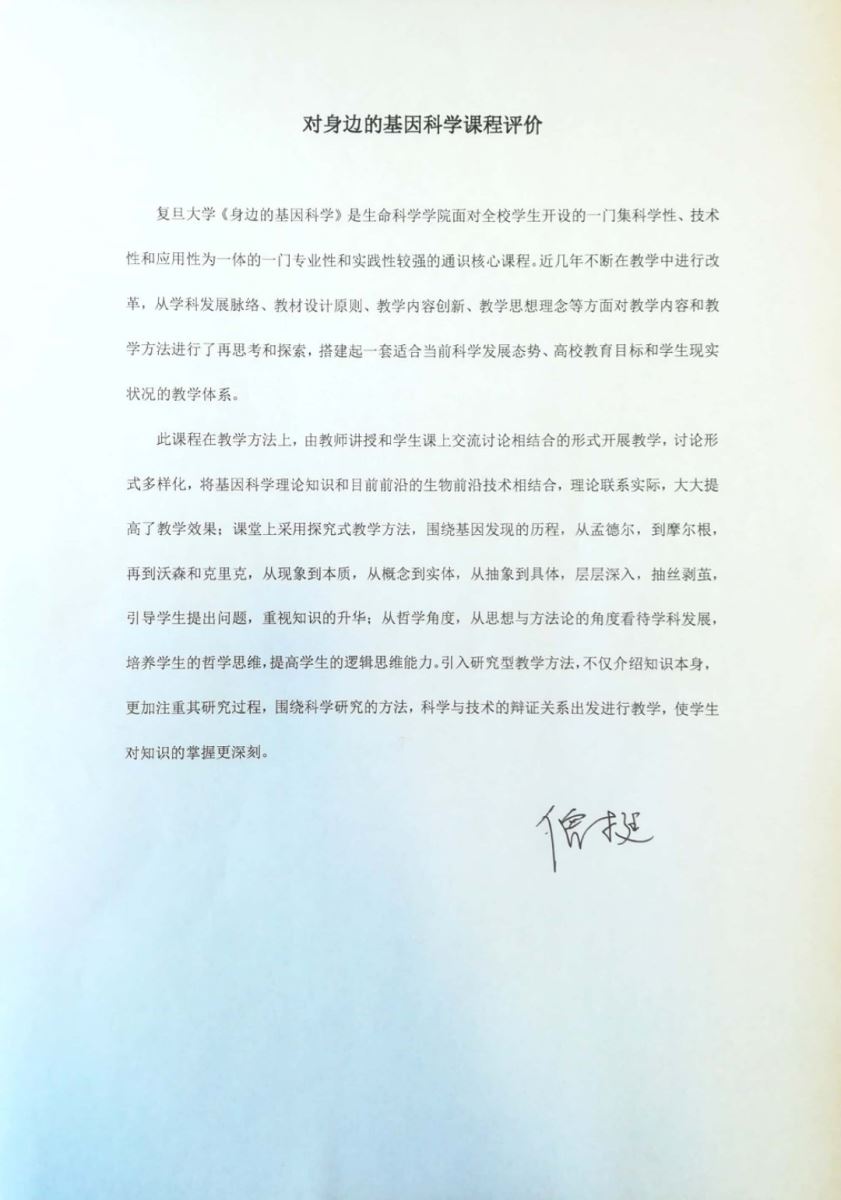 对身边的基因科学课程评价
复旦大学《身边的基因科学》是生命科学学院面对全校学生开设的一门集科学性、技术
性和应用性为一体的一门专业性和实践性较强的通识核心课程。近几年不断在教学中进行改
革，从学科发展脉络、教材设计原则、教学内容创新、教学思想理念等方面对教学内容和教
学方法进行了再思考和探索，搭建起一套适合当前科学发展态势、高校教育目标和学生现实
状况的教学体系。
此课程在教学方法上，由教师讲授和学生课上交流讨论相结合的形式开展教学，讨论形
式多样化，将基因科学理论知识和目前前沿的生物前沿技术相结合，理论联系实际，大大提
高了教学效果；课堂上采用探究式教学方法，围绕基因发现的历程，从孟德尔，到摩尔根，
再到沃森和克里克，从现象到本质，从概念到实体，从抽象到具体，层层深入，抽丝剥茧，
引导学生提出问题，重视知识的升华；从哲学角度，从思想与方法论的角度看待学科发展，
培养学生的哲学思维，提高学生的逻辑思维能力。引入研究型教学方法，不仅介绍知识本身，
更加注重其研究过程，围绕科学研究的方法，科学与技术的辩证关系出发进行教学，使学生
对知识的掌握更深刻。